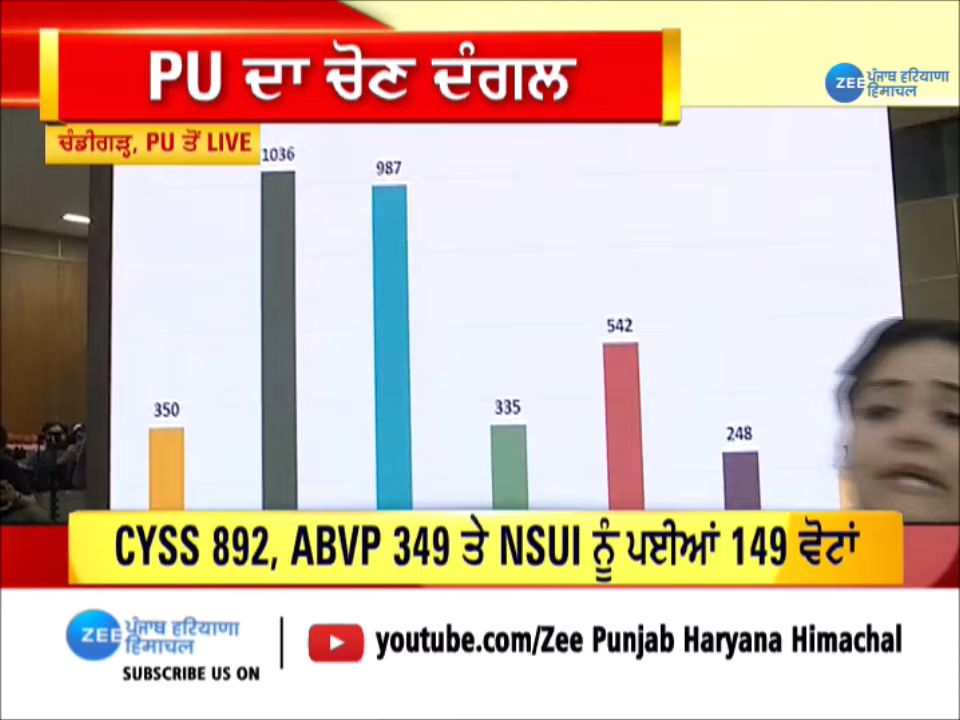 PU ਦਾ ਚੋਣ ਦੰਗਲ
ZEE ਪੰਜਾਬ ਹਰਿਆਣਾ
ਹਿਮਾਚਲ
ਚੰਡੀਗੜ੍ਹ, PU ਤੋਂ LIVE
1036
987
542
350
335
248
CYSS 892, ABVP 349 ਤੇ NSUI ਨੂੰ ਪਈਆਂ 149 ਵੋਟਾਂ
ZEE ਪੰਜਾਬ ਹਰਿਆਣਾ
ਹਿਮਾਚਲ
SUBSCRIBE US ON
youtube.com/Zee Punjab Haryana Himachal